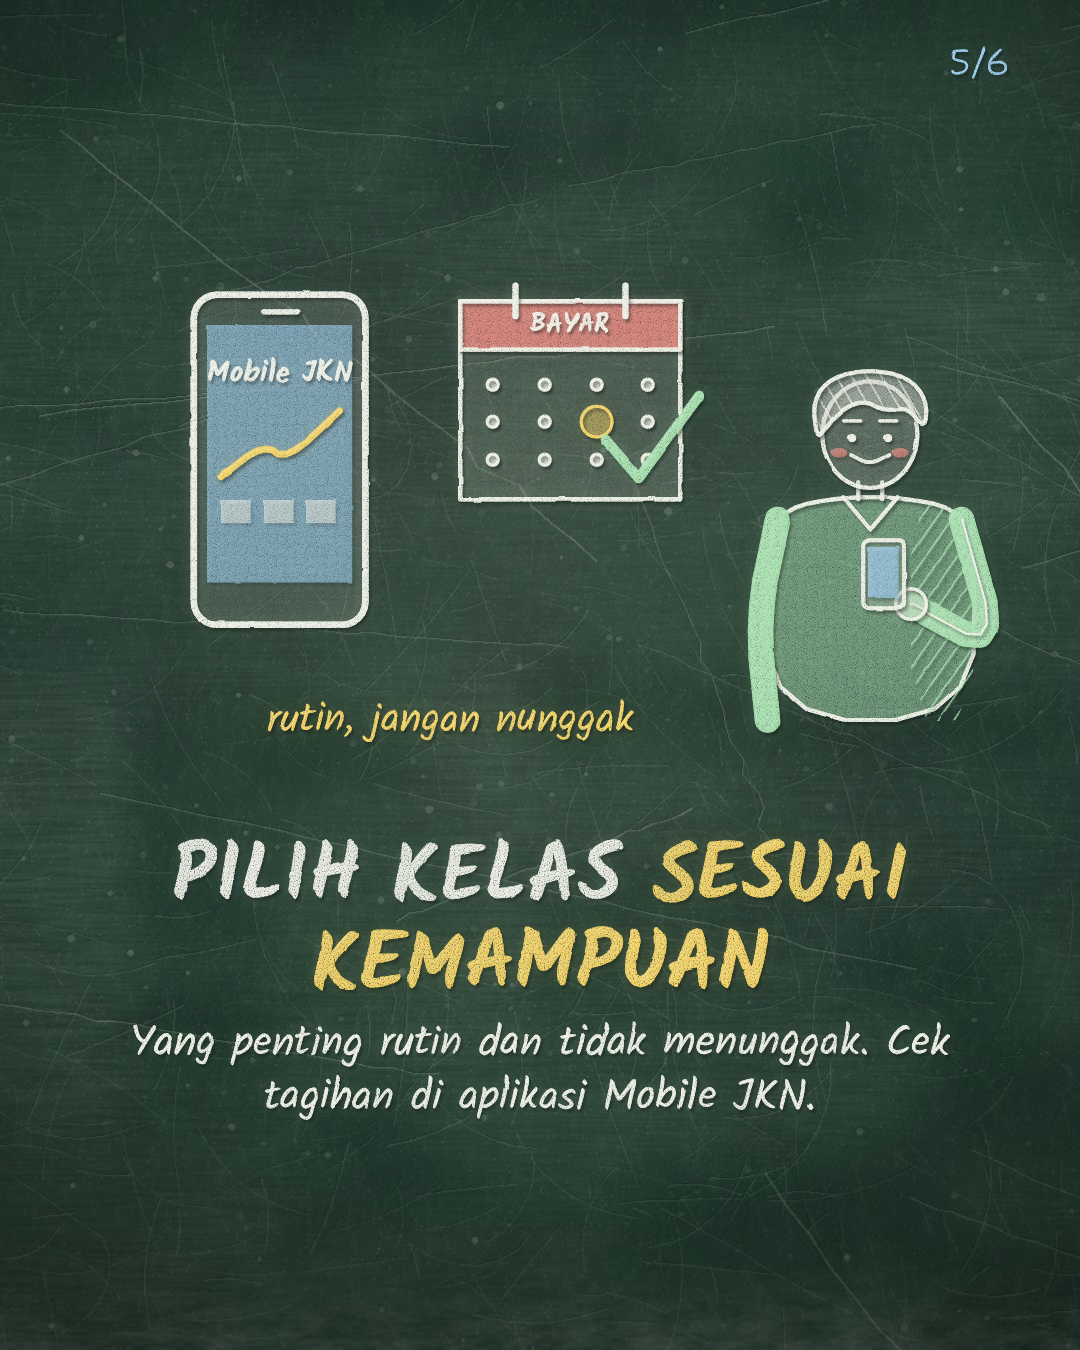 5/6
Mobile JKN
BAYAR
rutin, jangan nunggak
PILIH KELAS SESUAI
KEMAMPUAN
Yang penting rutin dan tidak menunggak. Cek
tagihan di aplikasi Mobile JKN.